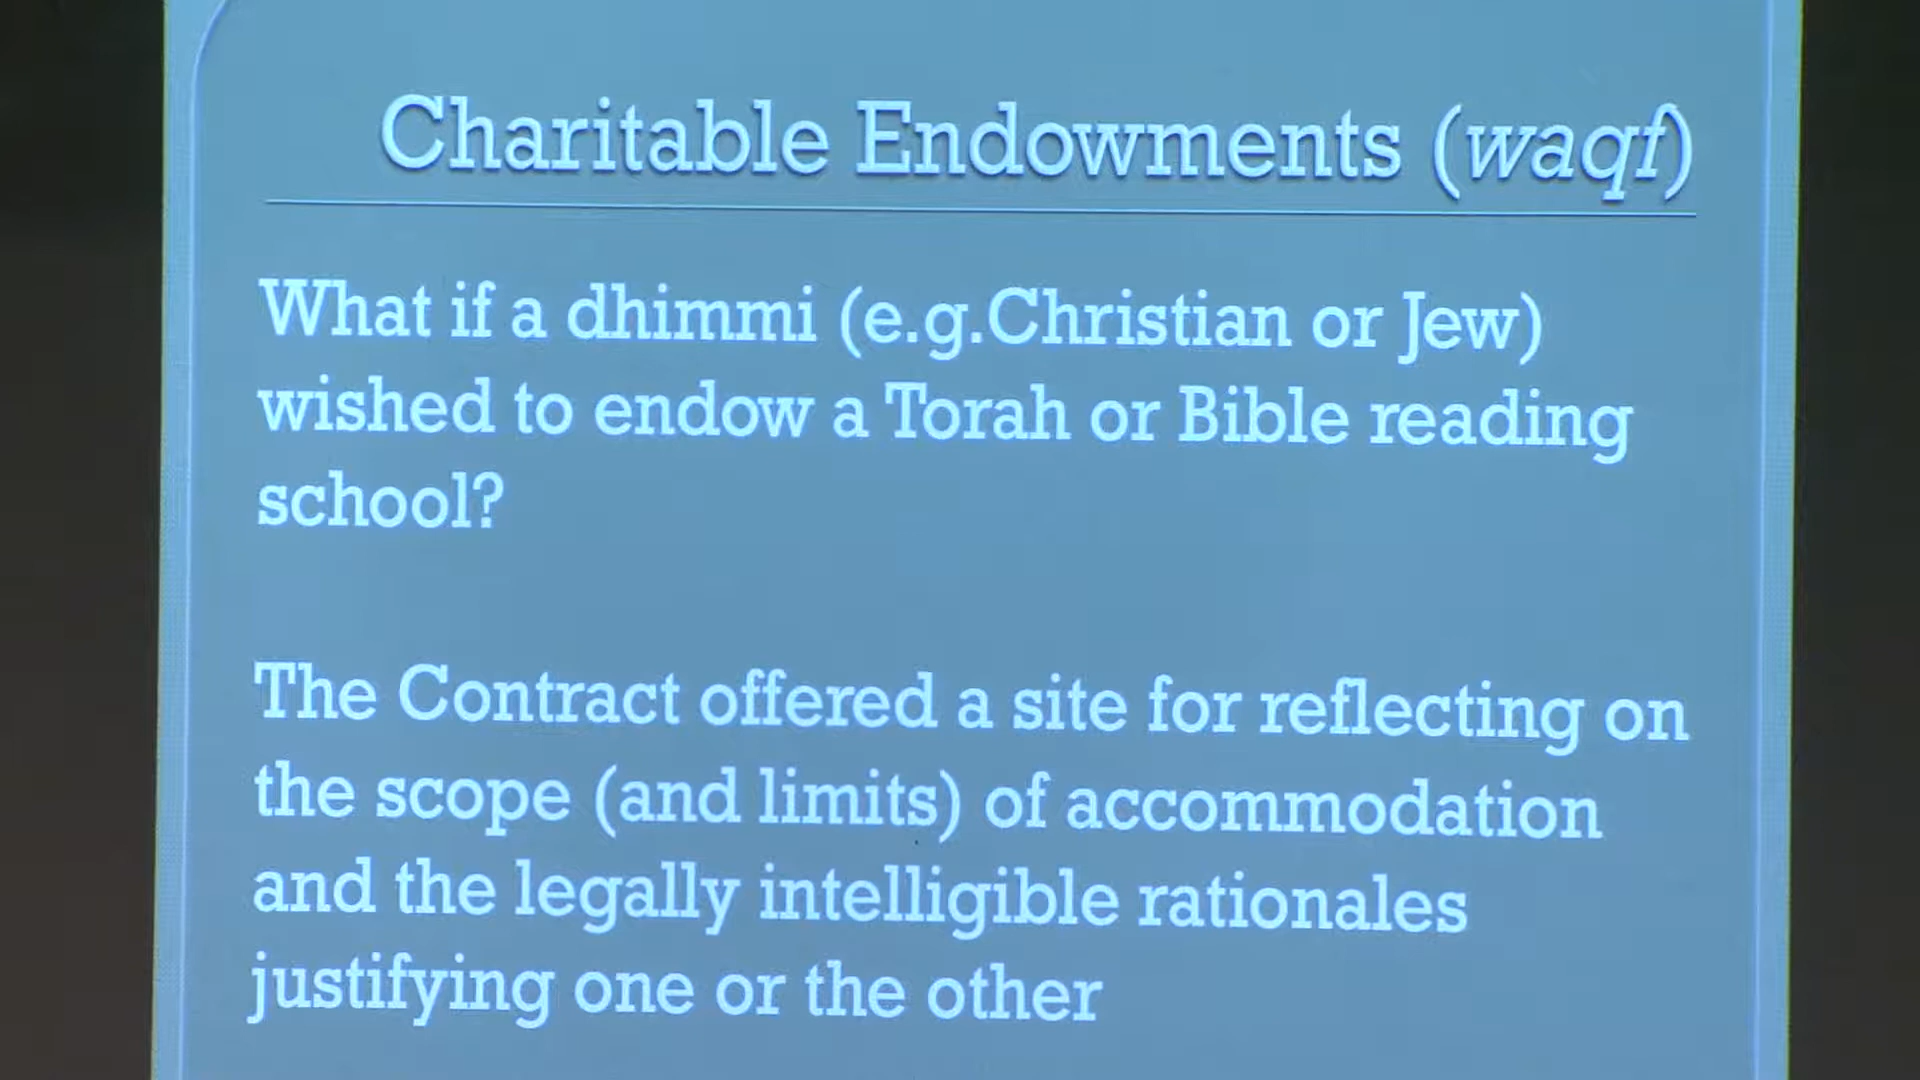 Charitable Endowments (waqf)
What if a dhimmi (e.g.Christian or Jew)
wished to endow a Torah or Bible reading
school?
The Contract offered a site for reflecting on
the scope (and limits) of accommodation
and the legally intelligible rationales
justifying one or the other